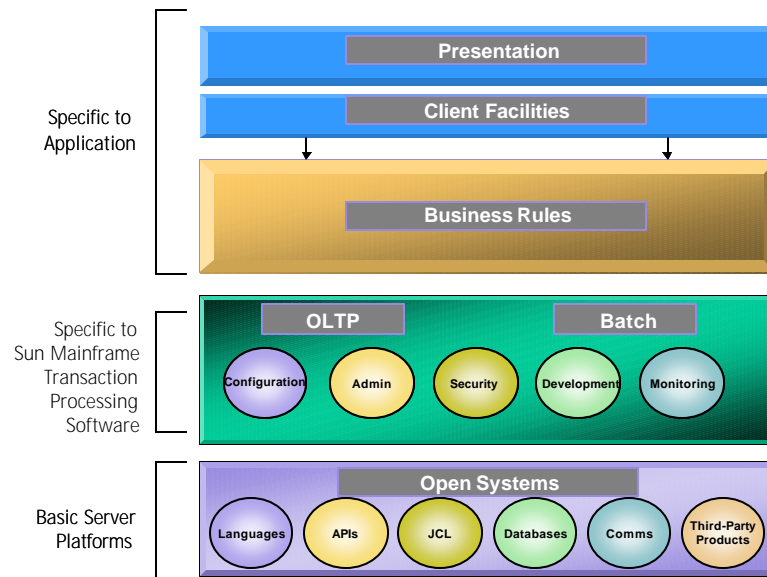 Specific to
Application
Presentation
Client Facilities
Business Rules
Specific to
Sun Mainframe
Transaction
Processing
Software
OLTP
Batch
Configuration
Admin
Security
Development
Monitoring
Basic Server
Platforms
Open Systems
Languages
APIs
JCL
Databases
Comms
Third-Party
Products